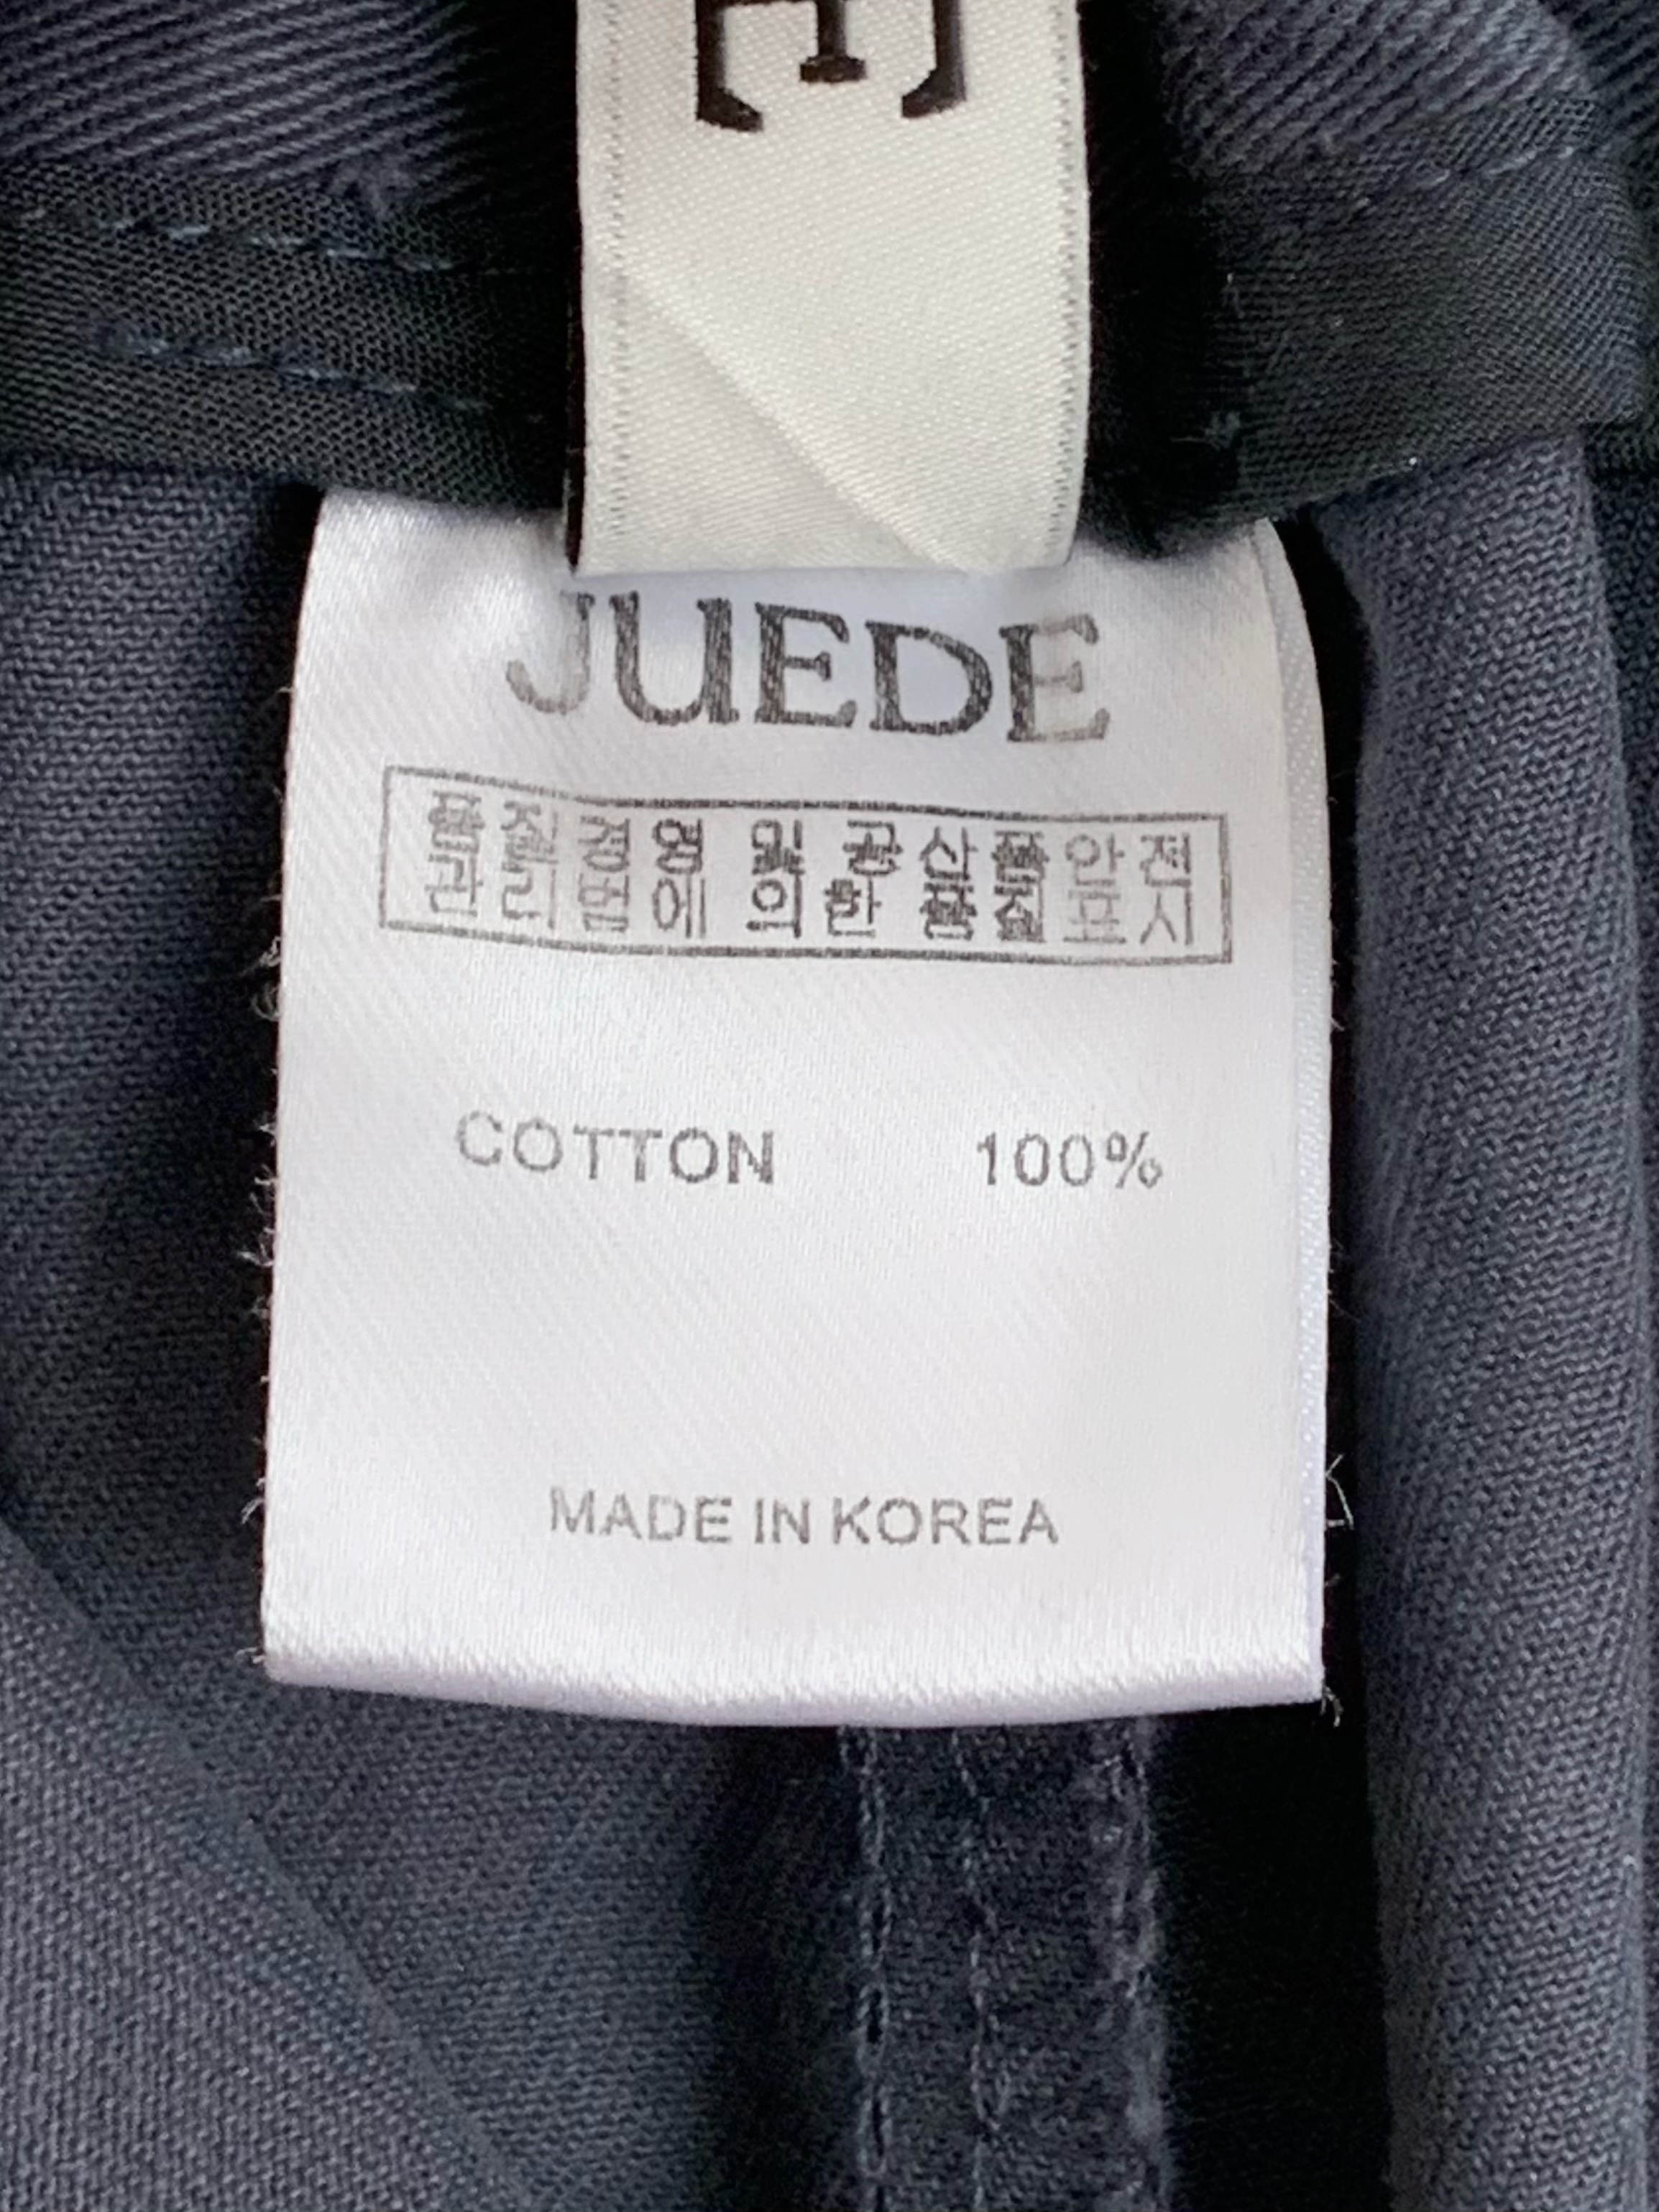 JUEDE
품질경영 및 공산품안전
관리법에 의한 품질표시
COTTON 100%
MADE IN KOREA